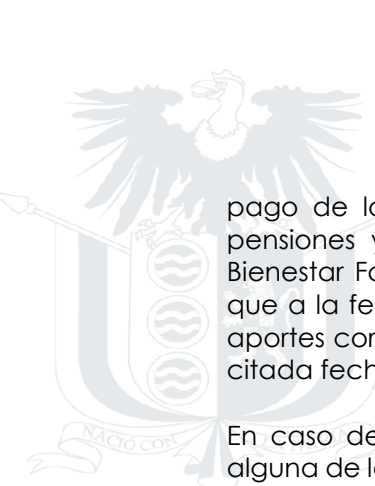 pago de l
pensiones y
Bienestar F
que a la fe
aportes co
citada fech
En caso de
alguna de l
NACIÓ CON